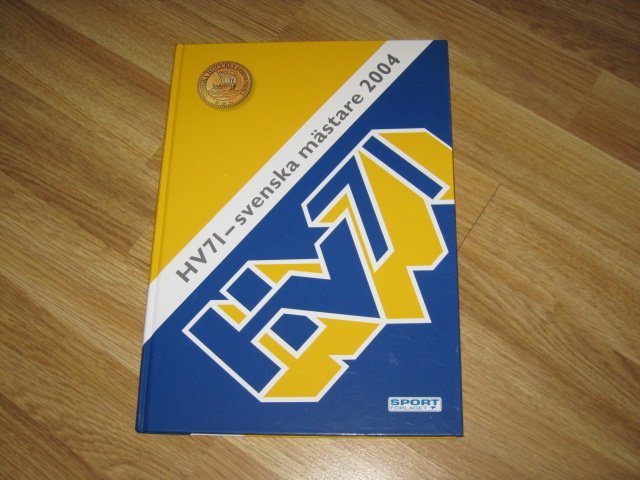 HV71 – svenska mästare 2004
HV71
SPORT
FÖRLAGET